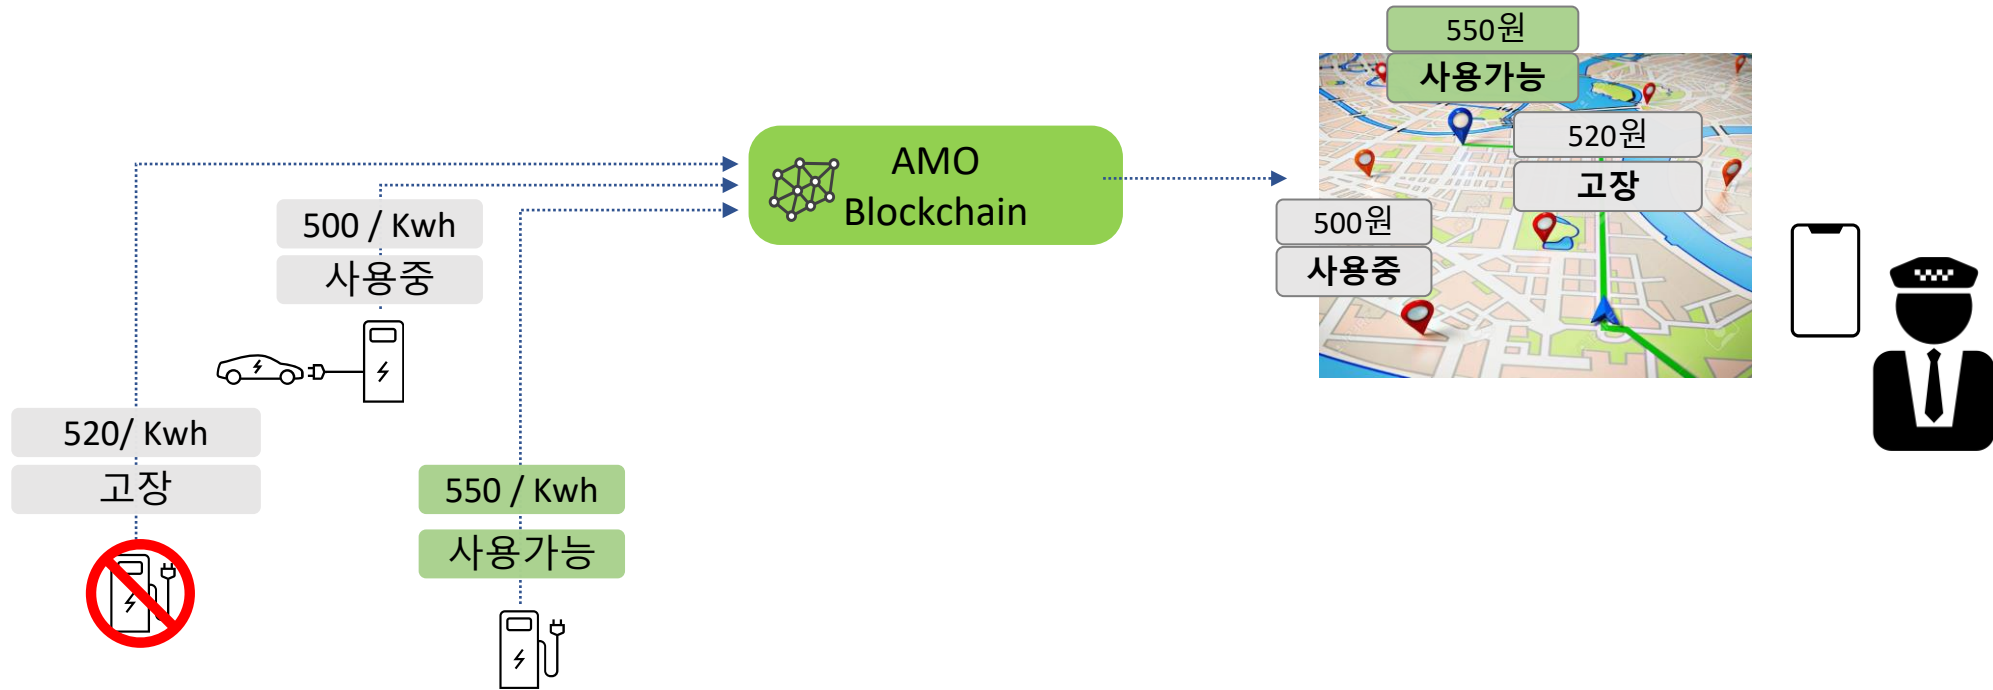 550원
사용가능
520원
고장
500원
사용중
AMO
Blockchain
500 / Kwh
사용중
520/ Kwh
고장
550 / Kwh
사용가능